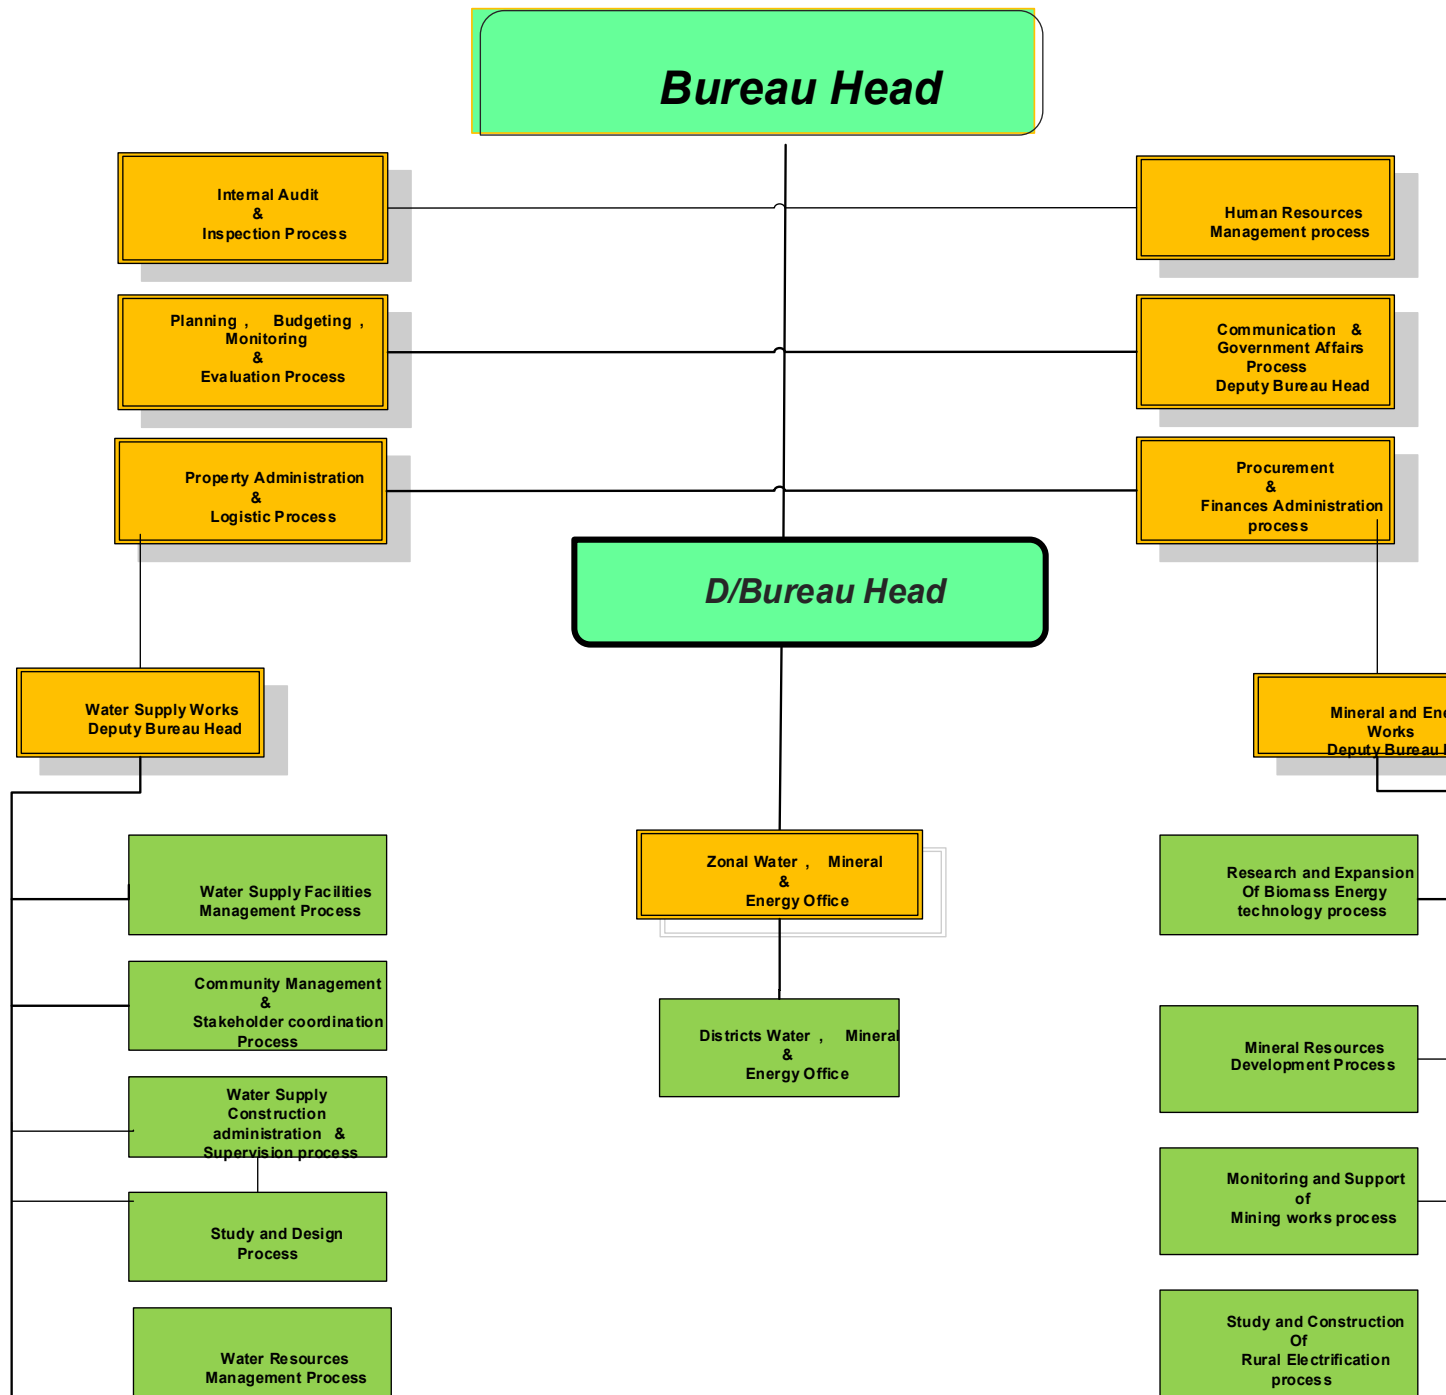 Bureau Head
Internal Audit
&
Inspection Process
Human Resources
Management process
Planning , Budgeting ,
Monitoring
&
Evaluation Process
Communication &
Government Affairs
Process
Deputy Bureau Head
Property Administration
&
Logistic Process
Procurement
&
Finances Administration
process
D/Bureau Head
Water Supply Works
Deputy Bureau Head
Mineral and Ene
Works
Deputy Bureau
Water Supply Facilities
Management Process
Zonal Water , Mineral
&
Energy Office
Research and Expansion
Of Biomass Energy
technology process
Community Management
&
Stakeholder coordination
Process
Districts Water , Mineral
&
Energy Office
Mineral Resources
Development Process
Water Supply
Construction
administration &
Supervision process
Monitoring and Support
of
Mining works process
Study and Design
Process
Water Resources
Management Process
Study and Construction
Of
Rural Electrification
process